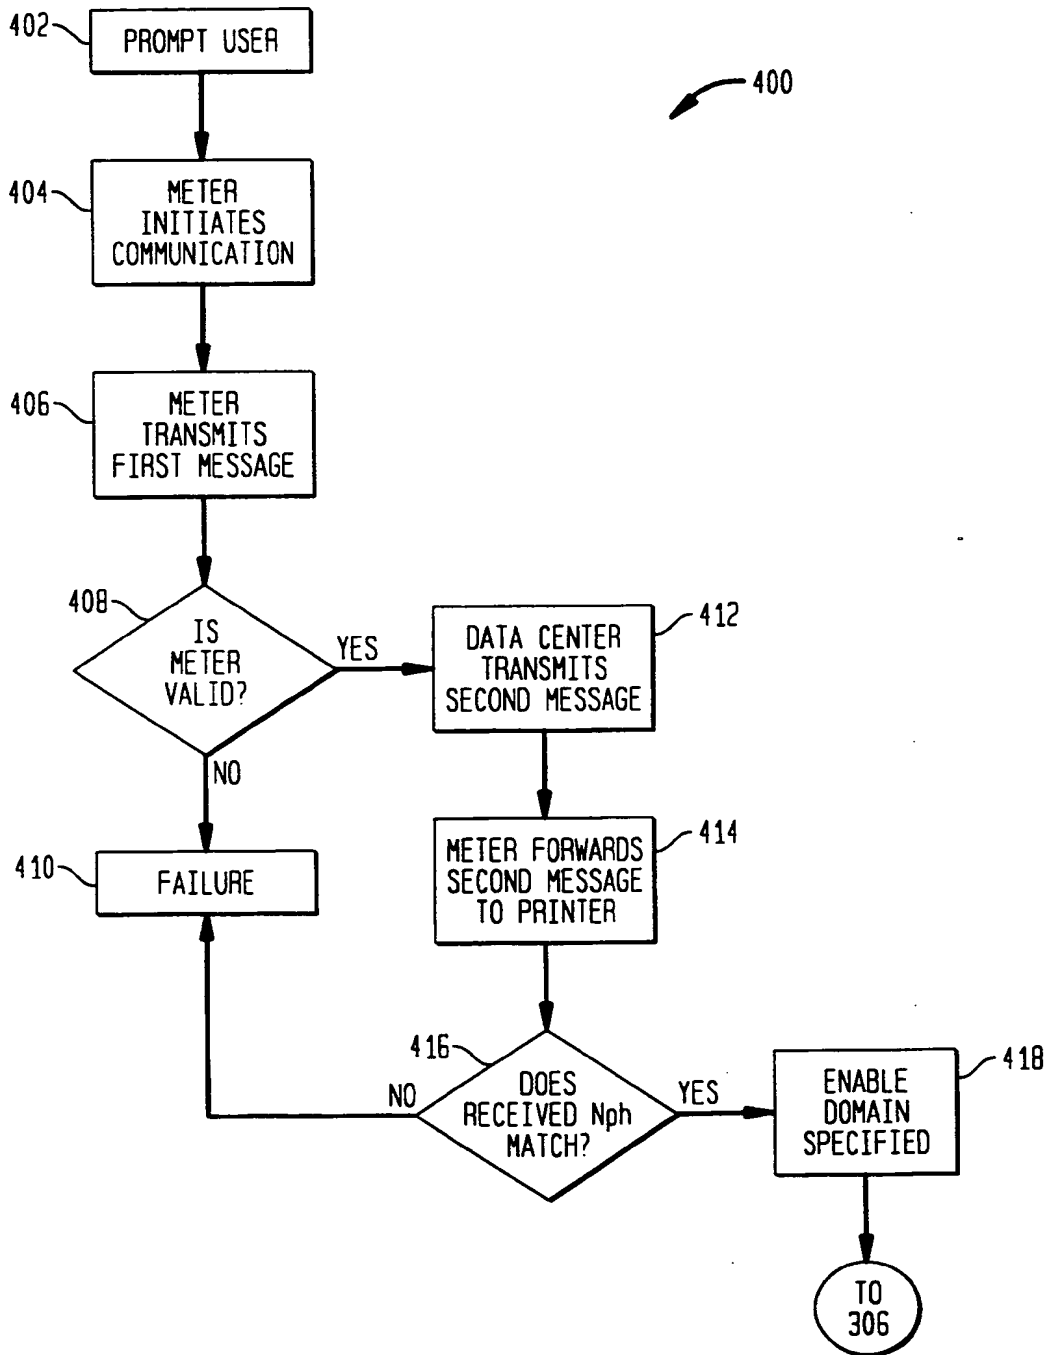 402
PROMPT USER
400
404
METER
INITIATES
COMMUNICATION
406
METER
TRANSMITS
FIRST MESSAGE
408
IS
METER
VALID?
YES
NO
412
DATA CENTER
TRANSMITS
SECOND MESSAGE
410
FAILURE
414
METER FORWARDS
SECOND MESSAGE
TO PRINTER
416
DOES
RECEIVED Nph
MATCH?
NO
YES
418
ENABLE
DOMAIN
SPECIFIED
TO
306